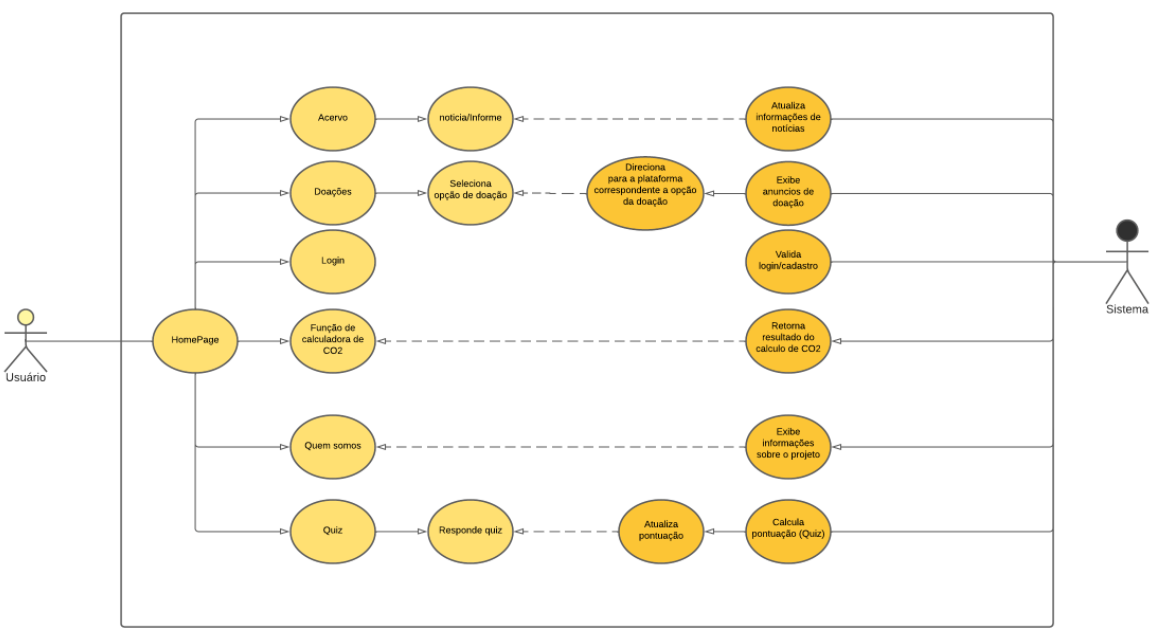 Acervo
noticia/Informe
Atualiza
informações de
notícias
Doações
Seleciona
opção de doação
Direciona
para a plataforma
correspondente a opção
da doação
Exibe
anuncios de
doação
Login
Valida
login/cadastro
Sistema
Usuário
HomePage
Função de
calculadora de
CO2
Retorna
resultado do
calculo de CO2
Quem somos
Exibe
informações
sobre o projeto
Quiz
Responde quiz
Atualiza
pontuação
Calcula
pontuação (Quiz)